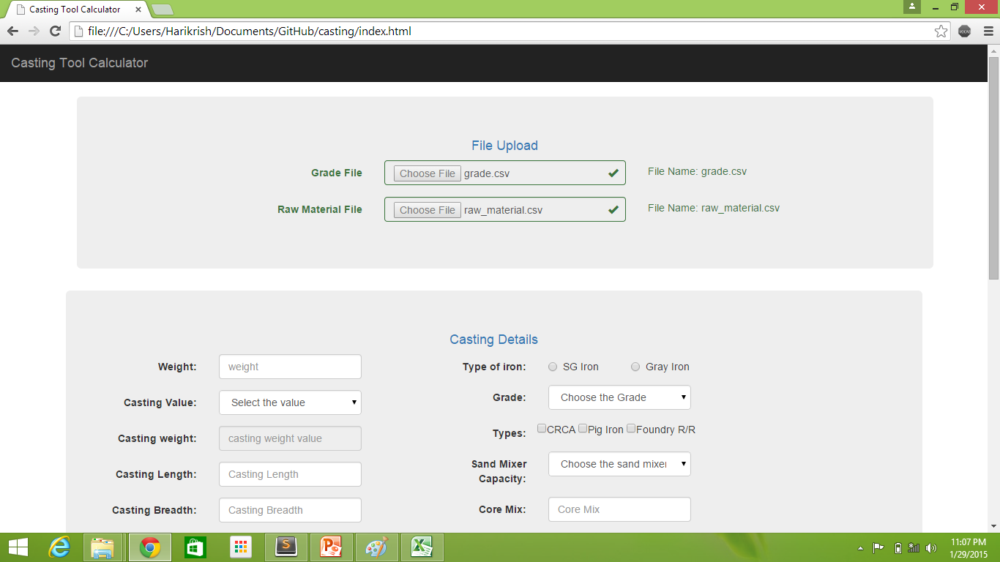 Casting Tool Calculator
file:///C:/Users/Harikrish/Documents/GitHub/casting/index.html
Casting Tool Calculator
File Upload
Grade File Choose File grade.csv File Name: grade.csv
Raw Material File Choose File raw_material.csv File Name: raw_material.csv
Casting Details
Weight: weight
Casting Value: Select the value
Casting weight: casting weight value
Casting Length: Casting Length
Casting Breadth: Casting Breadth
Type of iron: SG Iron Gray Iron
Grade: Choose the Grade
Types: CRCA Pig Iron Foundry R/R
Sand Mixer
Capacity:
Choose the sand mixer
Core Mix: Core Mix
11:07 PM
1/29/2015